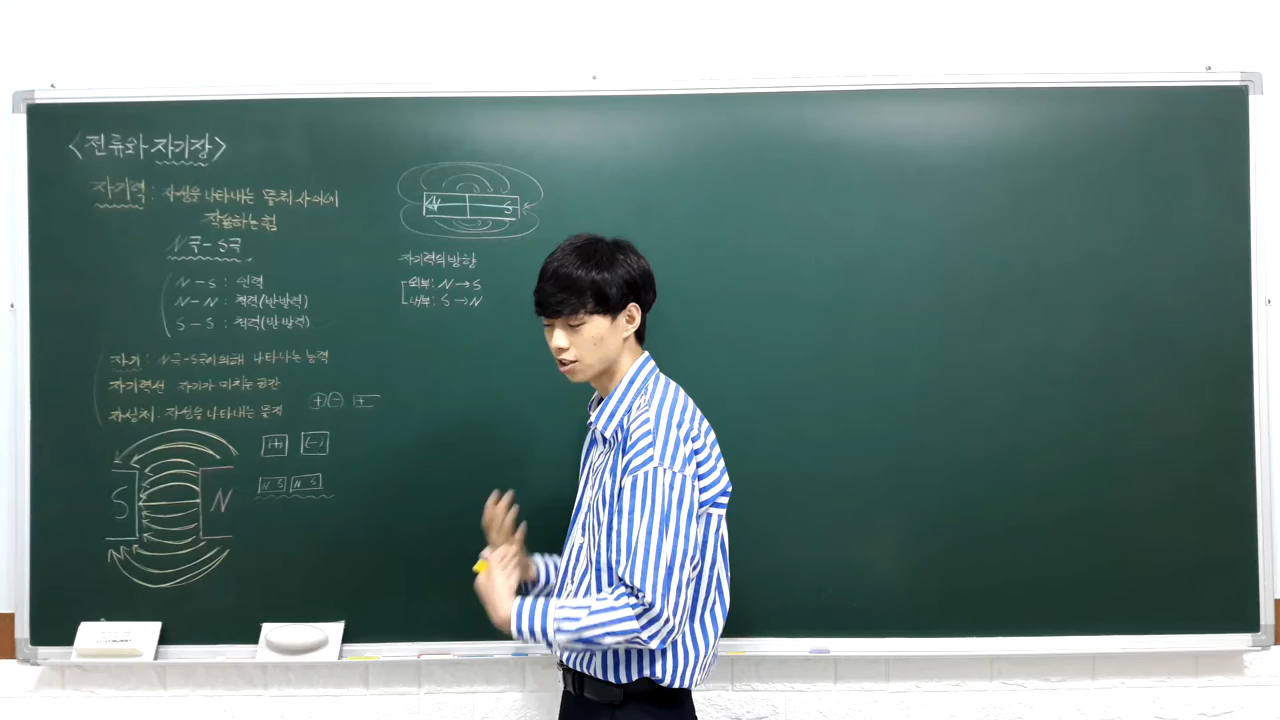 <전류와 자기장>
자기력: 자성을 나타내는 물체 사이에
작용하는 힘
N극-S극
N-S: 인력
N-N: 척력(반발력)
S-S: 척력(반발력)
자기: N극-S극에 의해 나타나는 능력
자기력선 자기가 미치는 공간
자성체. 자성을 나타내는 물질
+ - + -
(+) (-)
N S N S
S N
N S
자기력의 방향
외부: N→S
내부: S→N